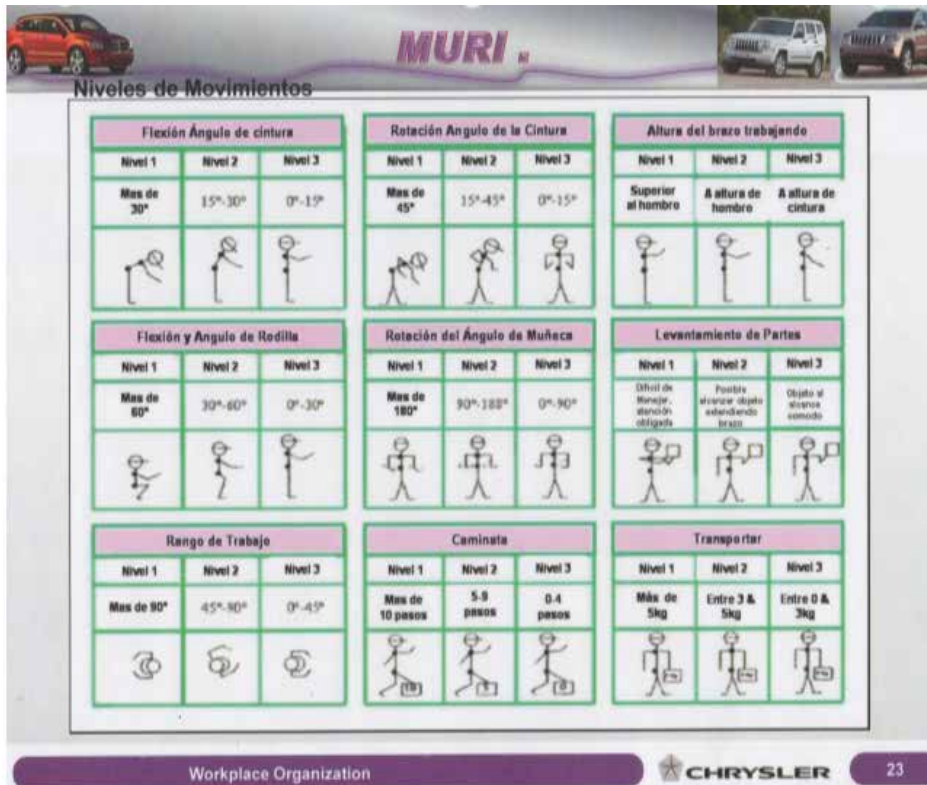 MURI
Niveles de Movimientos
Flexión Ángulo de cintura
Nivel 1 Nivel 2 Nivel 3
Mas de 30° 15°-30° 0°-15°
Rotación Angulo de la Cintura
Nivel 1 Nivel 2 Nivel 3
Mas de 45° 15°-45° 0°-15°
Altura del brazo trabajando
Nivel 1 Nivel 2 Nivel 3
Superior al hombro A altura de hombro A altura de cintura
Flexión y Angulo de Rodilla
Nivel 1 Nivel 2 Nivel 3
Mas de 60° 30°-60° 0°-30°
Rotación del Ángulo de Muñeca
Nivel 1 Nivel 2 Nivel 3
Mas de 180° 90°-188° 0°-90°
Levantamiento de Partes
Nivel 1 Nivel 2 Nivel 3
Dificil de Manejar, atención obligada Posible alcanzar objeto extendiendo brazo Objeto al alcance comodo
Rango de Trabajo
Nivel 1 Nivel 2 Nivel 3
Mas de 90° 45°-90° 0°-45°
Caminata
Nivel 1 Nivel 2 Nivel 3
Mas de 10 pasos 5-9 pasos 0-4 pasos
Transportar
Nivel 1 Nivel 2 Nivel 3
Más de 5kg Entre 3 & 5kg Entre 0 & 3kg
Workplace Organization
CHRYSLER
23